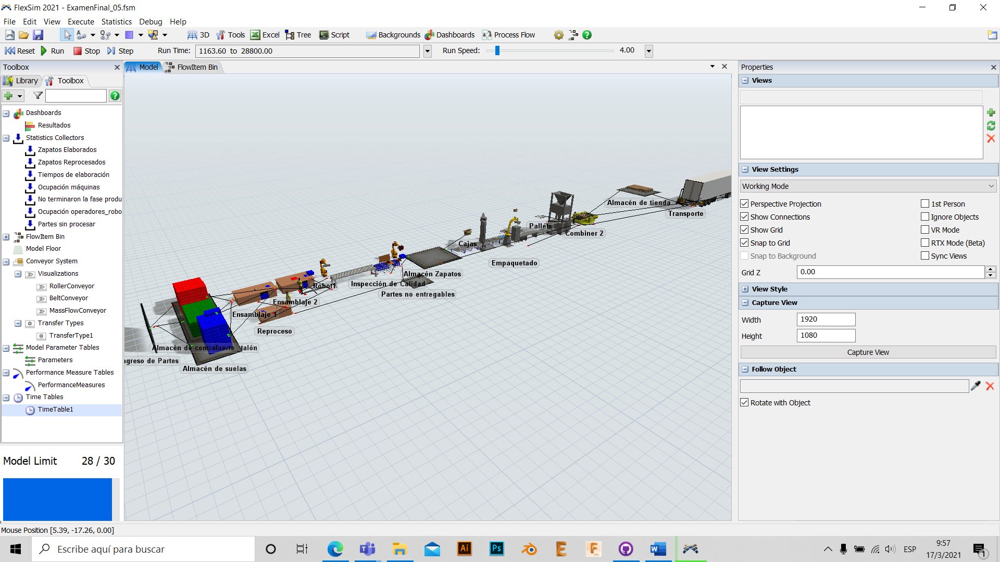 FlexSim 2021 - ExamenFinal_05.fsm
File Edit View Execute Statistics Debug Help
3D Tools Excel Tree Script Backgrounds Dashboards Process Flow
Reset Run Stop Step Run Time: 1163.60 to 28800.00 Run Speed: 4.00
Toolbox
Library Toolbox
Dashboards
Resultados
Statistics Collectors
Zapatos Elaborados
Zapatos Reprocesados
Tiempos de elaboración
Ocupación máquinas
No terminaron la fase produ
Ocupación operadores_robo
Partes sin procesar
FlowItem Bin
Model Floor
Conveyor System
Visualizations
RollerConveyor
BeltConveyor
MassFlowConveyor
Transfer Types
TransferType1
Model Parameter Tables
Parameters
Performance Measure Tables
PerformanceMeasures
Time Tables
TimeTable1
Model Limit 28 / 30
Model FlowItem Bin
Almacén de tienda
Transporte
Pallets
Combiner 2
Cajas
Empaquetado
Almacén Zapatos
Inspección de Calidad
Robot1
Partes no entregables
Ensamblaje 2
Ensamblaje 1
Reproceso
Almacén de contrafuerte talón
ngreso de Partes
Almacén de suelas
Properties
Views
View Settings
Working Mode
Perspective Projection 1st Person
Show Connections Ignore Objects
Show Grid VR Mode
Snap to Grid RTX Mode (Beta)
Snap to Background Sync Views
Grid Z 0.00
View Style
Capture View
Width 1920
Height 1080
Capture View
Follow Object
Rotate with Object
Mouse Position [5.39, -17.26, 0.00]
Escribe aquí para buscar
Ai
Ps
ESP
9:57
17/3/2021
1